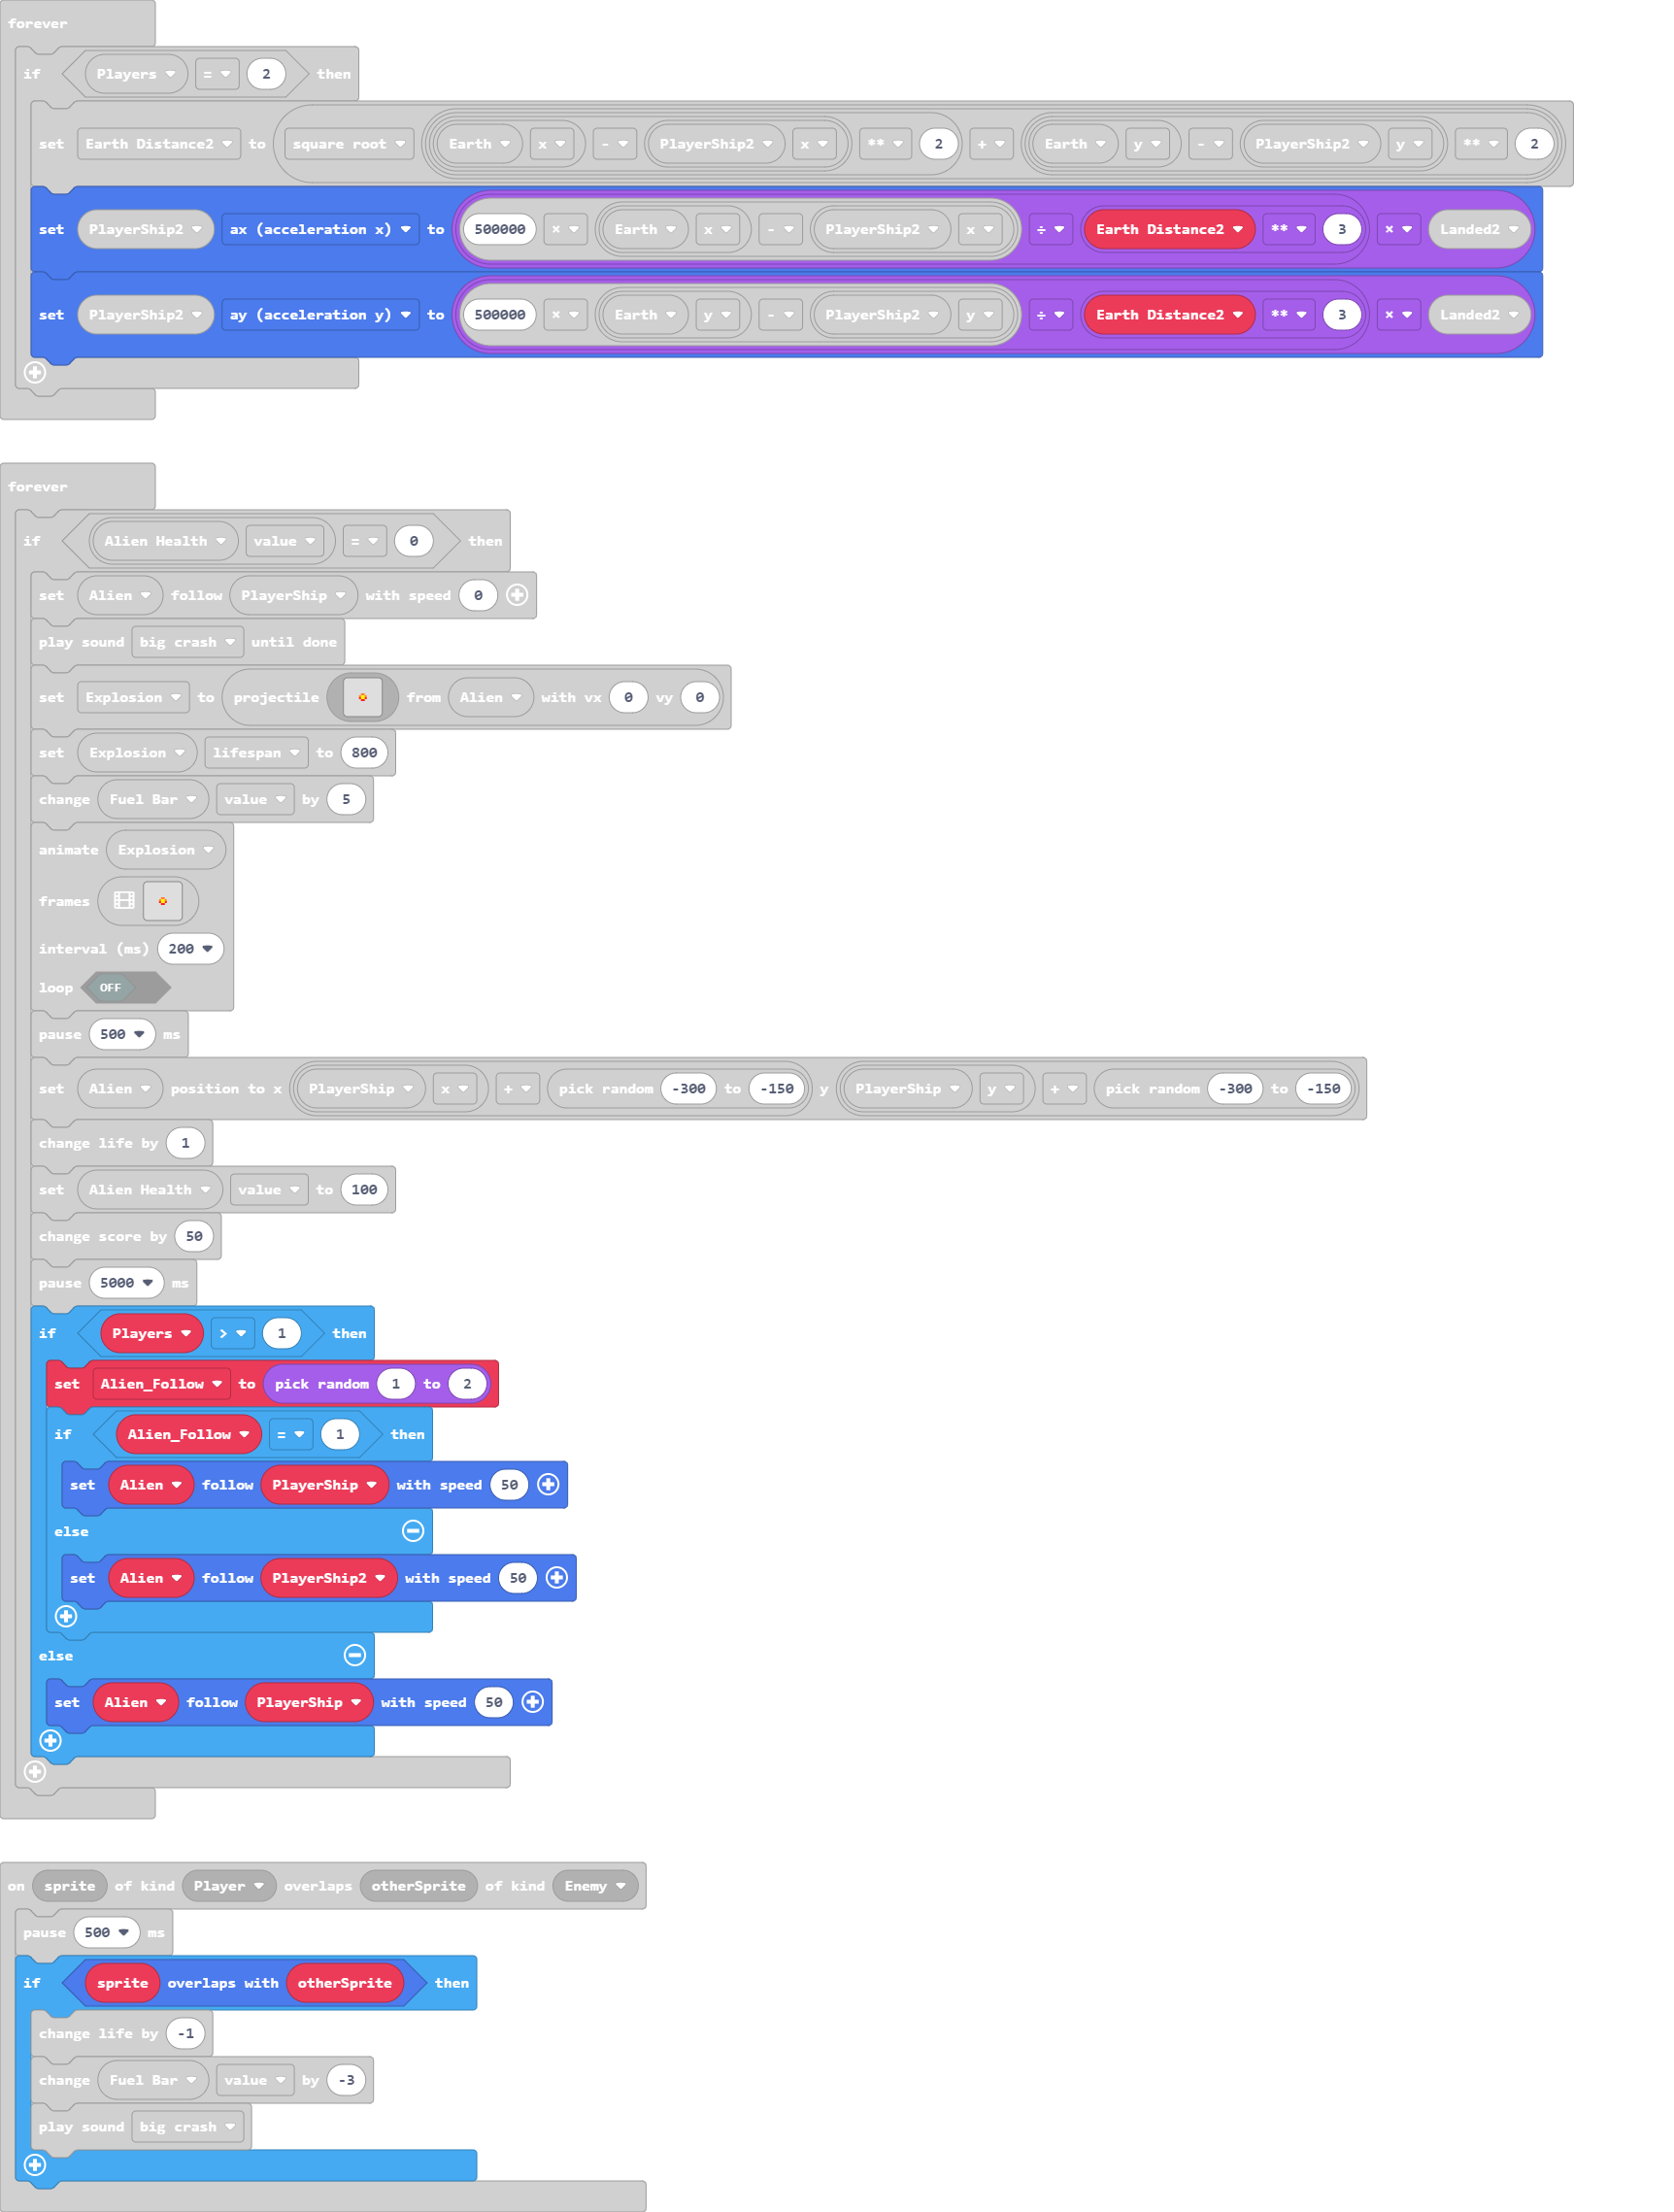 forever
if Players = 2 then
set Earth Distance2 to square root Earth x - PlayerShip2 x ** 2 + Earth y - PlayerShip2 y ** 2
set PlayerShip2 ax (acceleration x) to 500000 × Earth x - PlayerShip2 x ÷ Earth Distance2 ** 3 × Landed2
set PlayerShip2 ay (acceleration y) to 500000 × Earth y - PlayerShip2 y ÷ Earth Distance2 ** 3 × Landed2
forever
if Alien Health value = 0 then
set Alien follow PlayerShip with speed 0
play sound big crash until done
set Explosion to projectile from Alien with vx 0 vy 0
set Explosion lifespan to 800
change Fuel Bar value by 5
animate Explosion
frames
interval (ms) 200
loop OFF
pause 500 ms
set Alien position to x PlayerShip x + pick random -300 to -150 y PlayerShip y + pick random -300 to -150
change life by 1
set Alien Health value to 100
change score by 50
pause 5000 ms
if Players > 1 then
set Alien_Follow to pick random 1 to 2
if Alien_Follow = 1 then
set Alien follow PlayerShip with speed 50
else
set Alien follow PlayerShip2 with speed 50
else
set Alien follow PlayerShip with speed 50
on sprite of kind Player overlaps otherSprite of kind Enemy
pause 500 ms
if sprite overlaps with otherSprite then
change life by -1
change Fuel Bar value by -3
play sound big crash